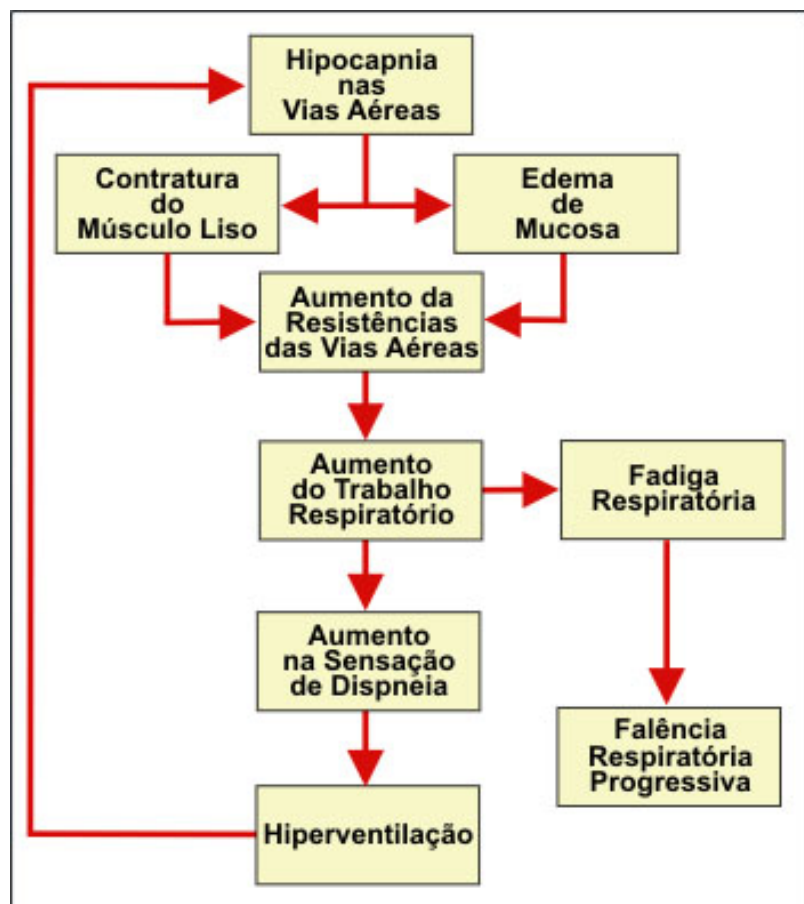 Hipocapnia
nas
Vias Aéreas
Contratura
do
Músculo Liso
Edema
de
Mucosa
Aumento da
Resistências
das Vias Aéreas
Aumento
do Trabalho
Respiratório
Fadiga
Respiratória
Aumento
na Sensação
de Dispnéia
Falência
Respiratória
Progressiva
Hiperventilação